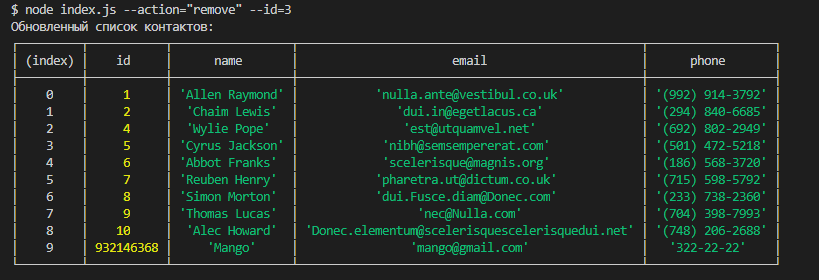 $ node index.js --action="remove" --id=3
Обновленный список контактов:
(index) id name email phone
0 1 'Allen Raymond' 'nulla.ante@vestibul.co.uk' '(992) 914-3792'
1 2 'Chaim Lewis' 'dui.in@egetlacus.ca' '(294) 840-6685'
2 4 'Wylie Pope' 'est@utquamvel.net' '(692) 802-2949'
3 5 'Cyrus Jackson' 'nibh@semsempererat.com' '(501) 472-5218'
4 6 'Abbot Franks' 'scelerisque@magnis.org' '(186) 568-3720'
5 7 'Reuben Henry' 'pharetra.ut@dictum.co.uk' '(715) 598-5792'
6 8 'Simon Morton' 'dui.Fusce.diam@Donec.com' '(233) 738-2360'
7 9 'Thomas Lucas' 'nec@Nulla.com' '(704) 398-7993'
8 10 'Alec Howard' 'Donec.elementum@scelerisquescelerisquedui.net' '(748) 206-2688'
9 932146368 'Mango' 'mango@gmail.com' '322-22-22'